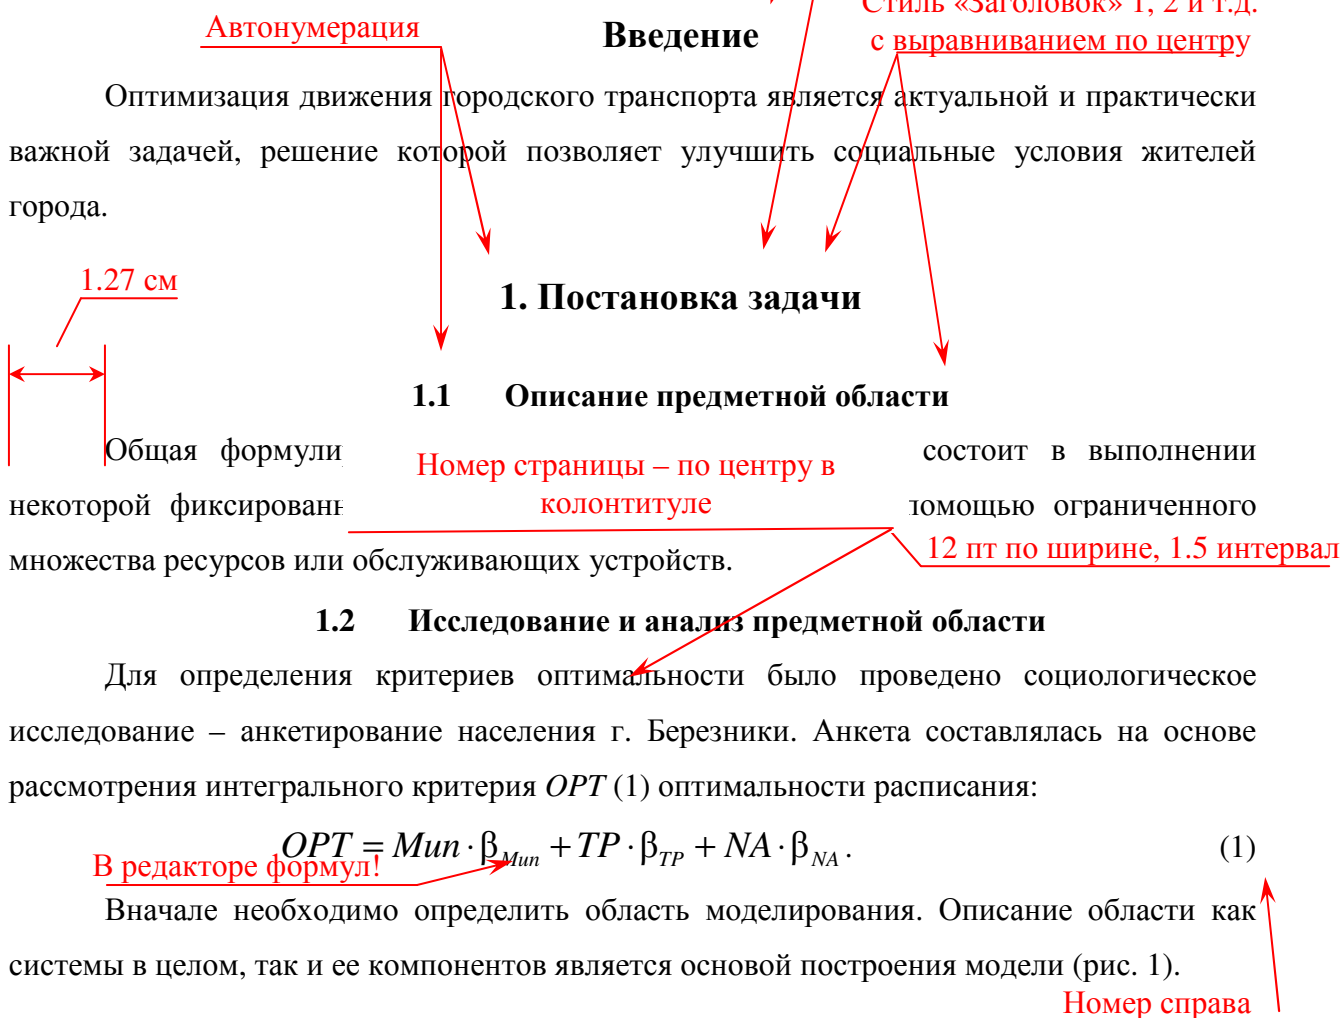 Стиль «Заголовок» 1, 2 и т.д.
с выравниванием по центру
Автонумерация
Введение
Оптимизация движения городского транспорта является актуальной и практически
важной задачей, решение которой позволяет улучшить социальные условия жителей
города.
1.27 см
1. Постановка задачи
1.1 Описание предметной области
Общая формули состоит в выполнении
Номер страницы – по центру в
колонтитуле
некоторой фиксированн помощью ограниченного
множества ресурсов или обслуживающих устройств.
12 пт по ширине, 1.5 интервал
1.2 Исследование и анализ предметной области
Для определения критериев оптимальности было проведено социологическое
исследование – анкетирование населения г. Березники. Анкета составлялась на основе
рассмотрения интегрального критерия OPT (1) оптимальности расписания:
OPT = Mun · β_Mun + TP · β_TP + NA · β_NA . (1)
В редакторе формул!
Вначале необходимо определить область моделирования. Описание области как
системы в целом, так и ее компонентов является основой построения модели (рис. 1).
Номер справа